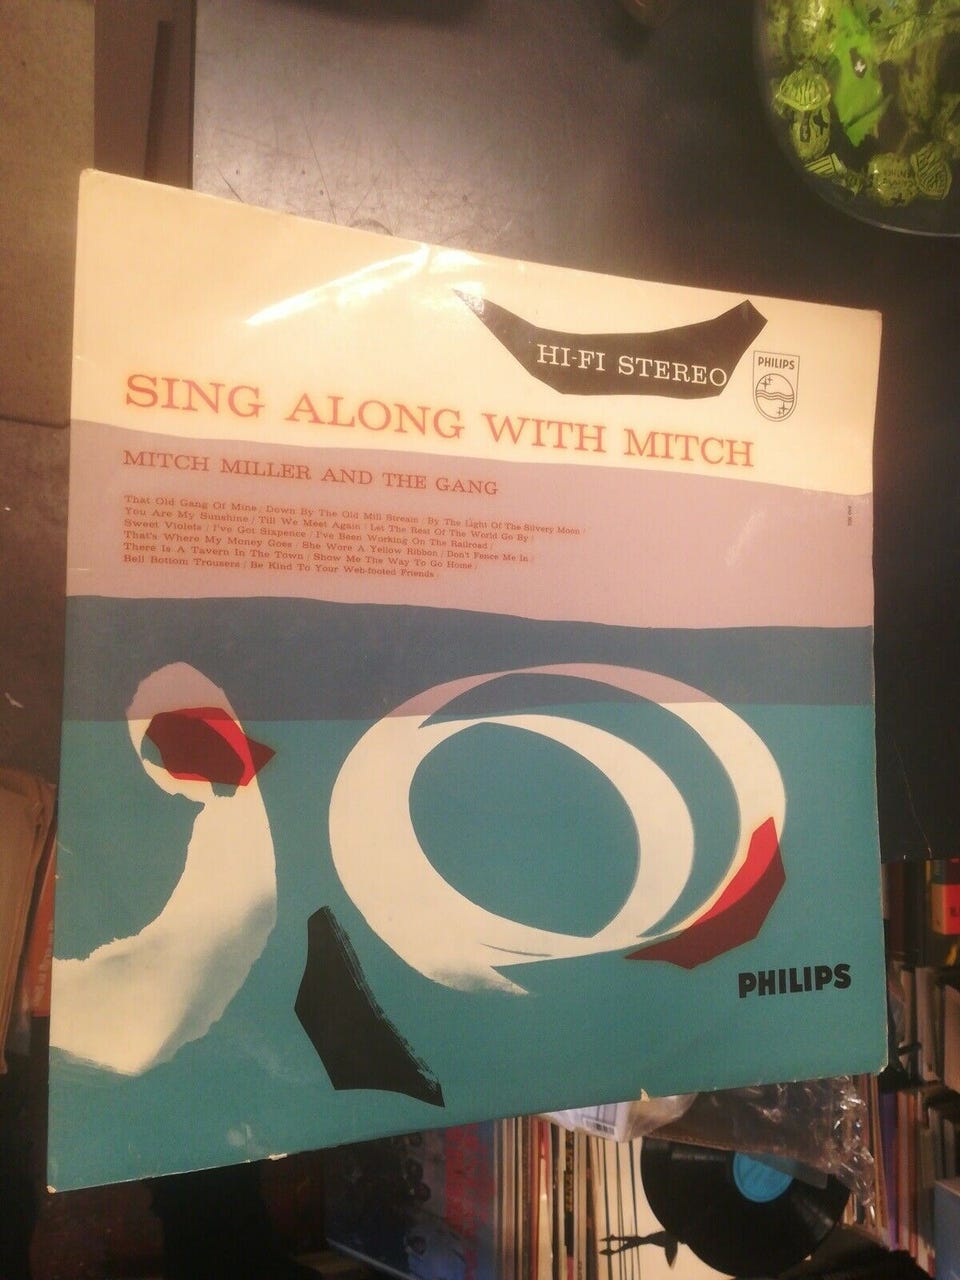 HI-FI STEREO
PHILIPS
SING ALONG WITH MITCH
MITCH MILLER AND THE GANG
That Old Gang Of Mine / Down By The Old Mill Stream / By The Light Of The Silvery Moon /
You Are My Sunshine / Till We Meet Again / Let The Rest Of The World Go By /
Sweet Violets / I've Got Sixpence / I've Been Working On The Railroad /
That's Where My Money Goes / She Wore A Yellow Ribbon / Don't Fence Me In /
There Is A Tavern In The Town / Show Me The Way To Go Home /
Bell Bottom Trousers / Be Kind To Your Web-footed Friends /
PHILIPS